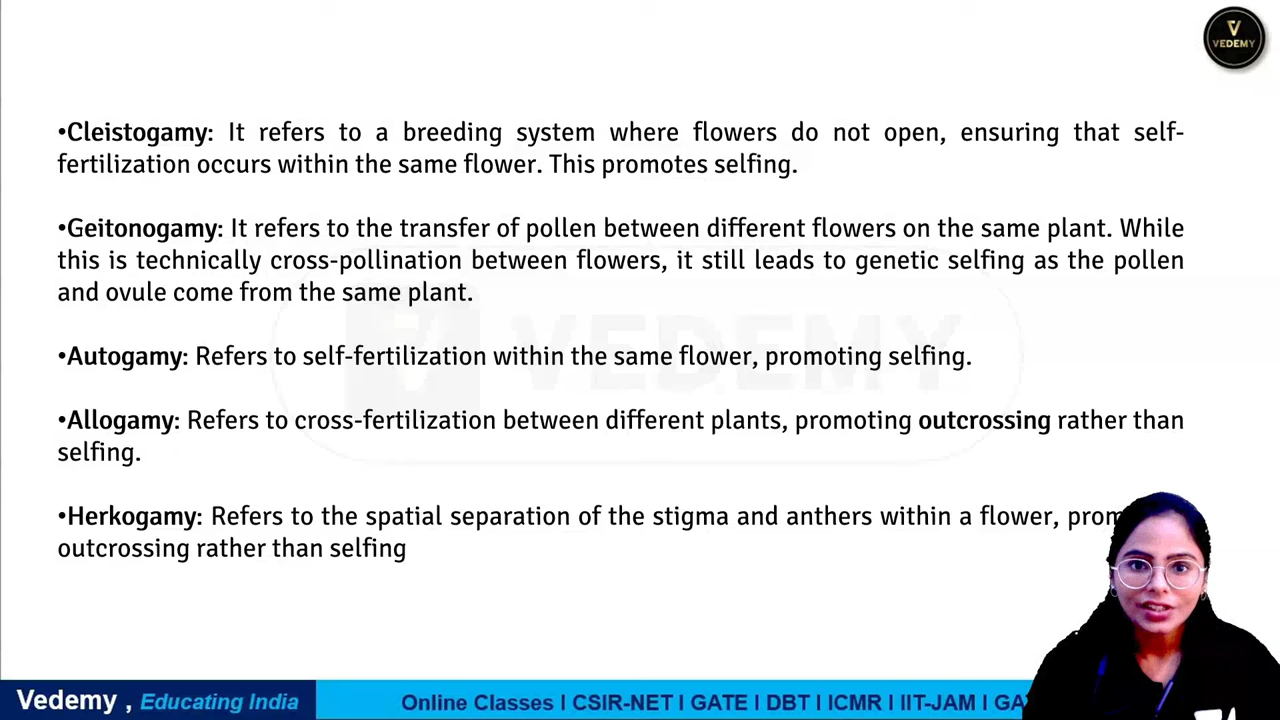 VEDEMY
•Cleistogamy: It refers to a breeding system where flowers do not open, ensuring that self-
fertilization occurs within the same flower. This promotes selfing.
•Geitonogamy: It refers to the transfer of pollen between different flowers on the same plant. While
this is technically cross-pollination between flowers, it still leads to genetic selfing as the pollen
and ovule come from the same plant.
VEDEMY
•Autogamy: Refers to self-fertilization within the same flower, promoting selfing.
•Allogamy: Refers to cross-fertilization between different plants, promoting outcrossing rather than
selfing.
•Herkogamy: Refers to the spatial separation of the stigma and anthers within a flower,
outcrossing rather than selfing
Vedemy , Educating India
Online Classes I CSIR-NET I GATE I DBT I ICMR I IIT-JAM I